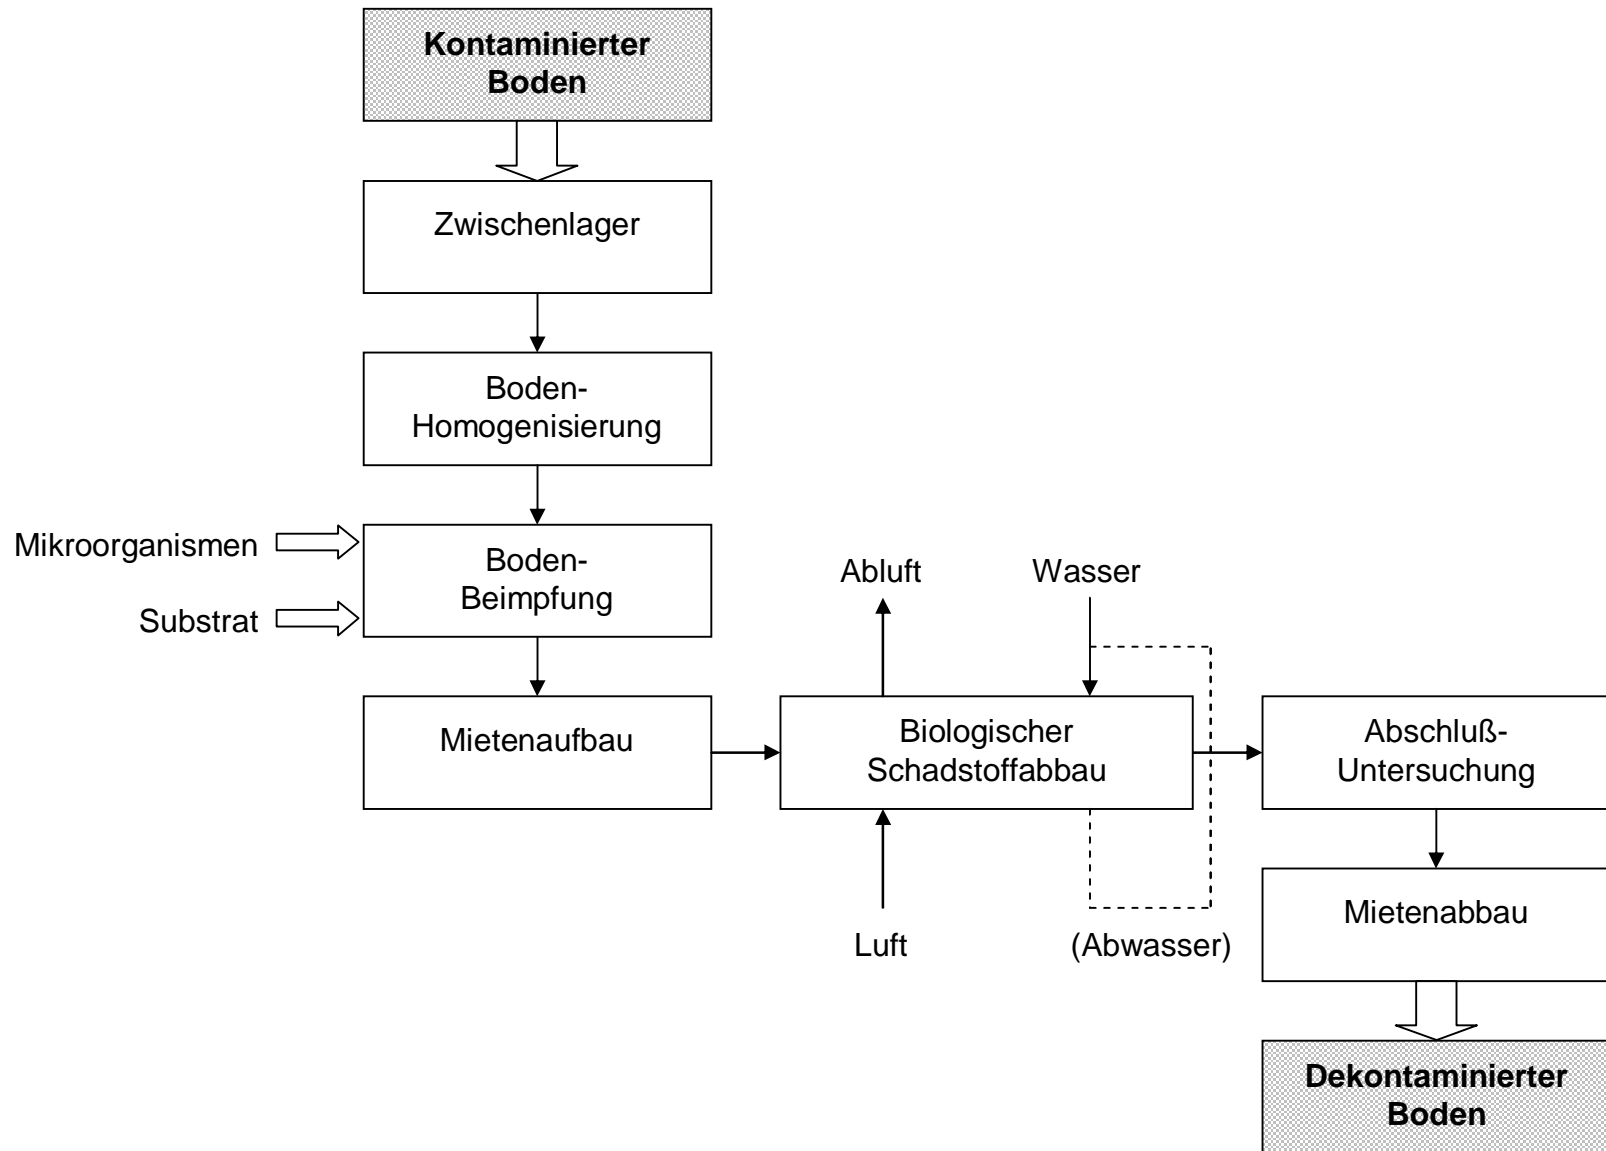 Kontaminierter
Boden
Zwischenlager
Boden-
Homogenisierung
Mikroorganismen
Substrat
Boden-
Beimpfung
Mietenaufbau
Abluft
Wasser
Biologischer
Schadstoffabbau
Luft
(Abwasser)
Abschluß-
Untersuchung
Mietenabbau
Dekontaminierter
Boden